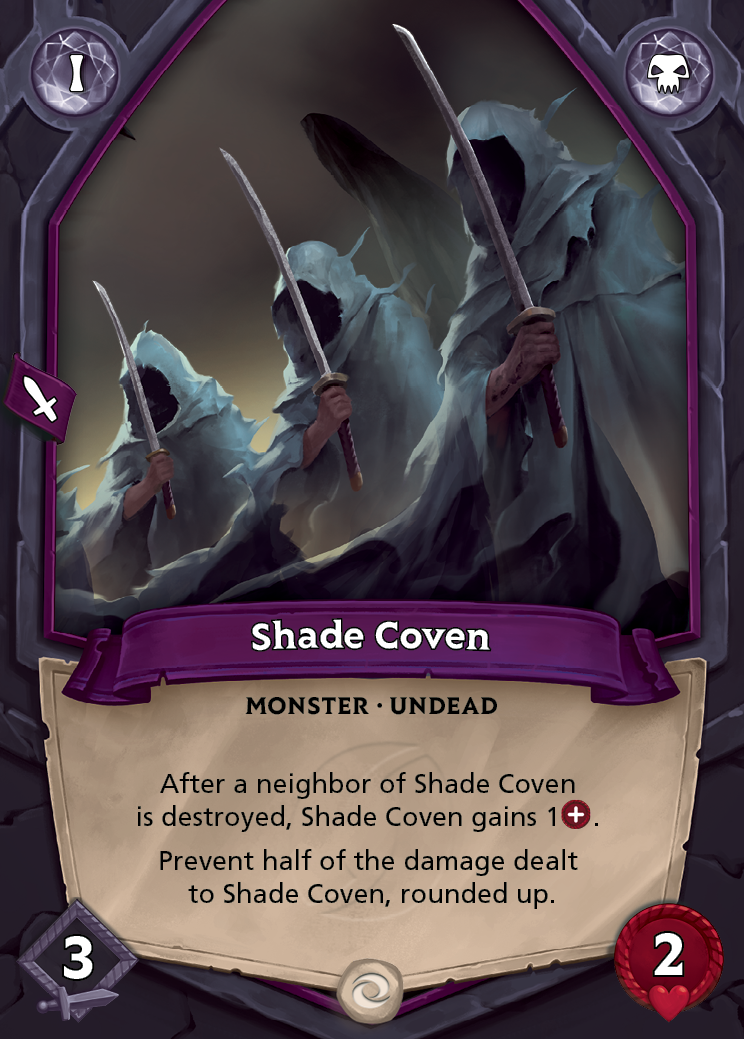 I
Shade Coven
MONSTER · UNDEAD
After a neighbor of Shade Coven
is destroyed, Shade Coven gains 1+.
Prevent half of the damage dealt
to Shade Coven, rounded up.
3
2